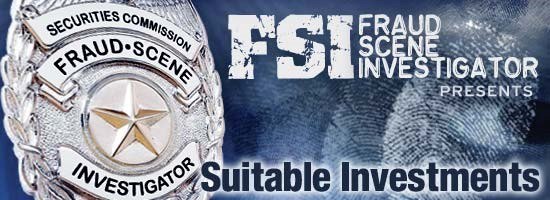 SECURITIES COMMISSION
FRAUD•SCENE
INVESTIGATOR
FSI FRAUD
SCENE
INVESTIGATOR
PRESENTS
Suitable Investments